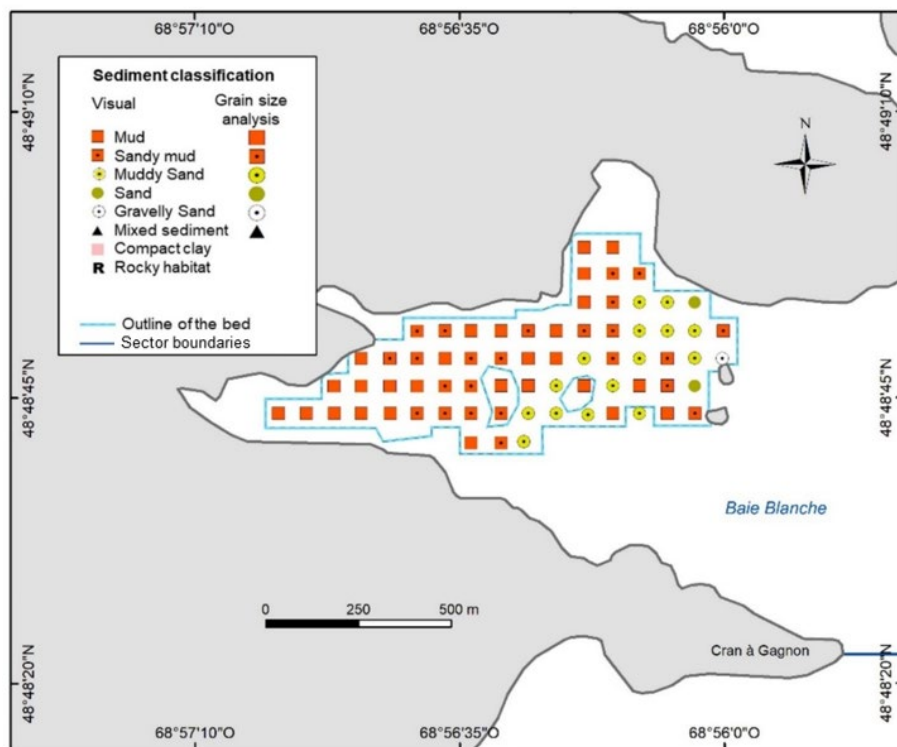 68°57'10"O 68°56'35"O 68°56'0"O
48°49'10"N 48°49'10"N
Sediment classification
Visual Grain size
analysis
Mud
Sandy mud
Muddy Sand
Sand
Gravelly Sand
Mixed sediment
Compact clay
R Rocky habitat
Outline of the bed
Sector boundaries
N
48°48'45"N 48°48'45"N
Baie Blanche
0 250 500 m
Cran à Gagnon
48°48'20"N 48°48'20"N
68°57'10"O 68°56'35"O 68°56'0"O